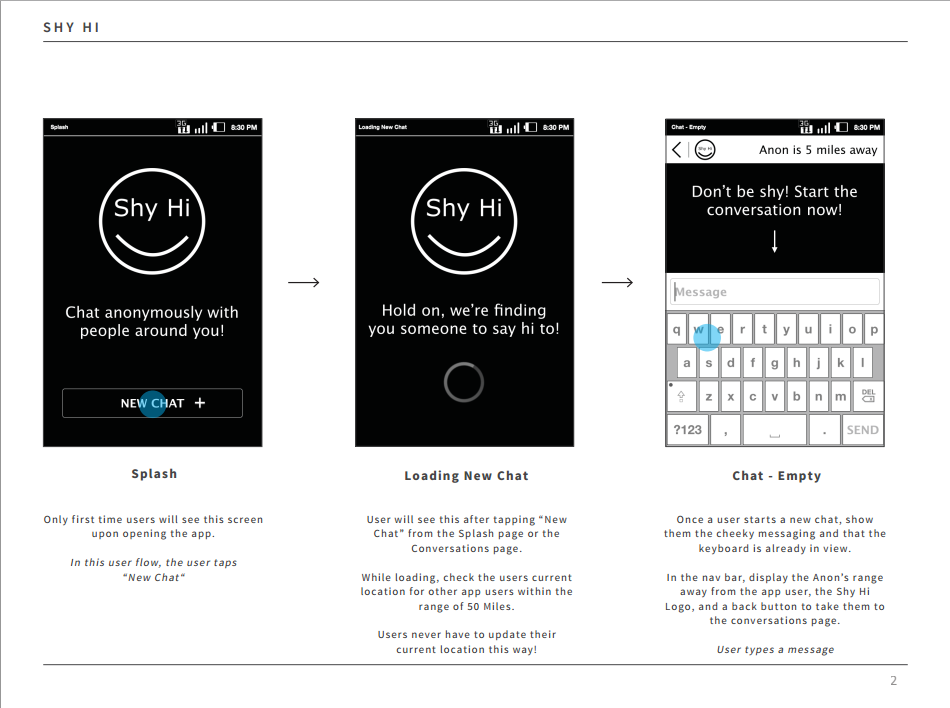 SHY HI
Splash
3G
8:30 PM
Shy Hi
Chat anonymously with
people around you!
NEW CHAT +
Splash
Only first time users will see this screen
upon opening the app.
In this user flow, the user taps
“New Chat“
Loading New Chat
3G
8:30 PM
Shy Hi
Hold on, we’re finding
you someone to say hi to!
Loading New Chat
User will see this after tapping “New
Chat” from the Splash page or the
Conversations page.
While loading, check the users current
location for other app users within the
range of 50 Miles.
Users never have to update their
current location this way!
Chat - Empty
3G
8:30 PM
Shy Hi
Anon is 5 miles away
Don’t be shy! Start the
conversation now!
Message
q w e r t y u i o p
a s d f g h j k l
z x c v b n m DEL
?123 , . SEND
Chat - Empty
Once a user starts a new chat, show
them the cheeky messaging and that the
keyboard is already in view.
In the nav bar, display the Anon’s range
away from the app user, the Shy Hi
Logo, and a back button to take them to
the conversations page.
User types a message
2